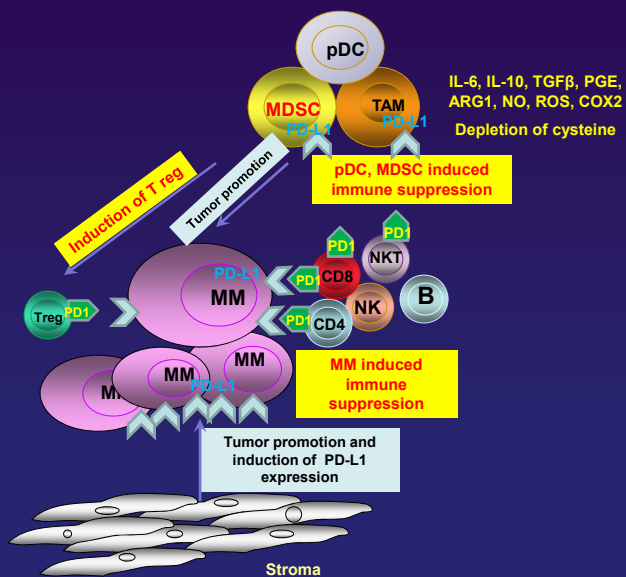 pDC
MDSC
TAM
PD-L1
PD-L1
IL-6, IL-10, TGFβ, PGE,
ARG1, NO, ROS, COX2
Depletion of cysteine
pDC, MDSC induced
immune suppression
Induction of T reg
Tumor promotion
PD1
PD1
NKT
PD-L1
MM
PD1
CD8
NK
B
Treg
PD1
PD1
CD4
MM
MM
PD-L1
MM
MM induced
immune
suppression
Tumor promotion and
induction of PD-L1
expression
Stroma